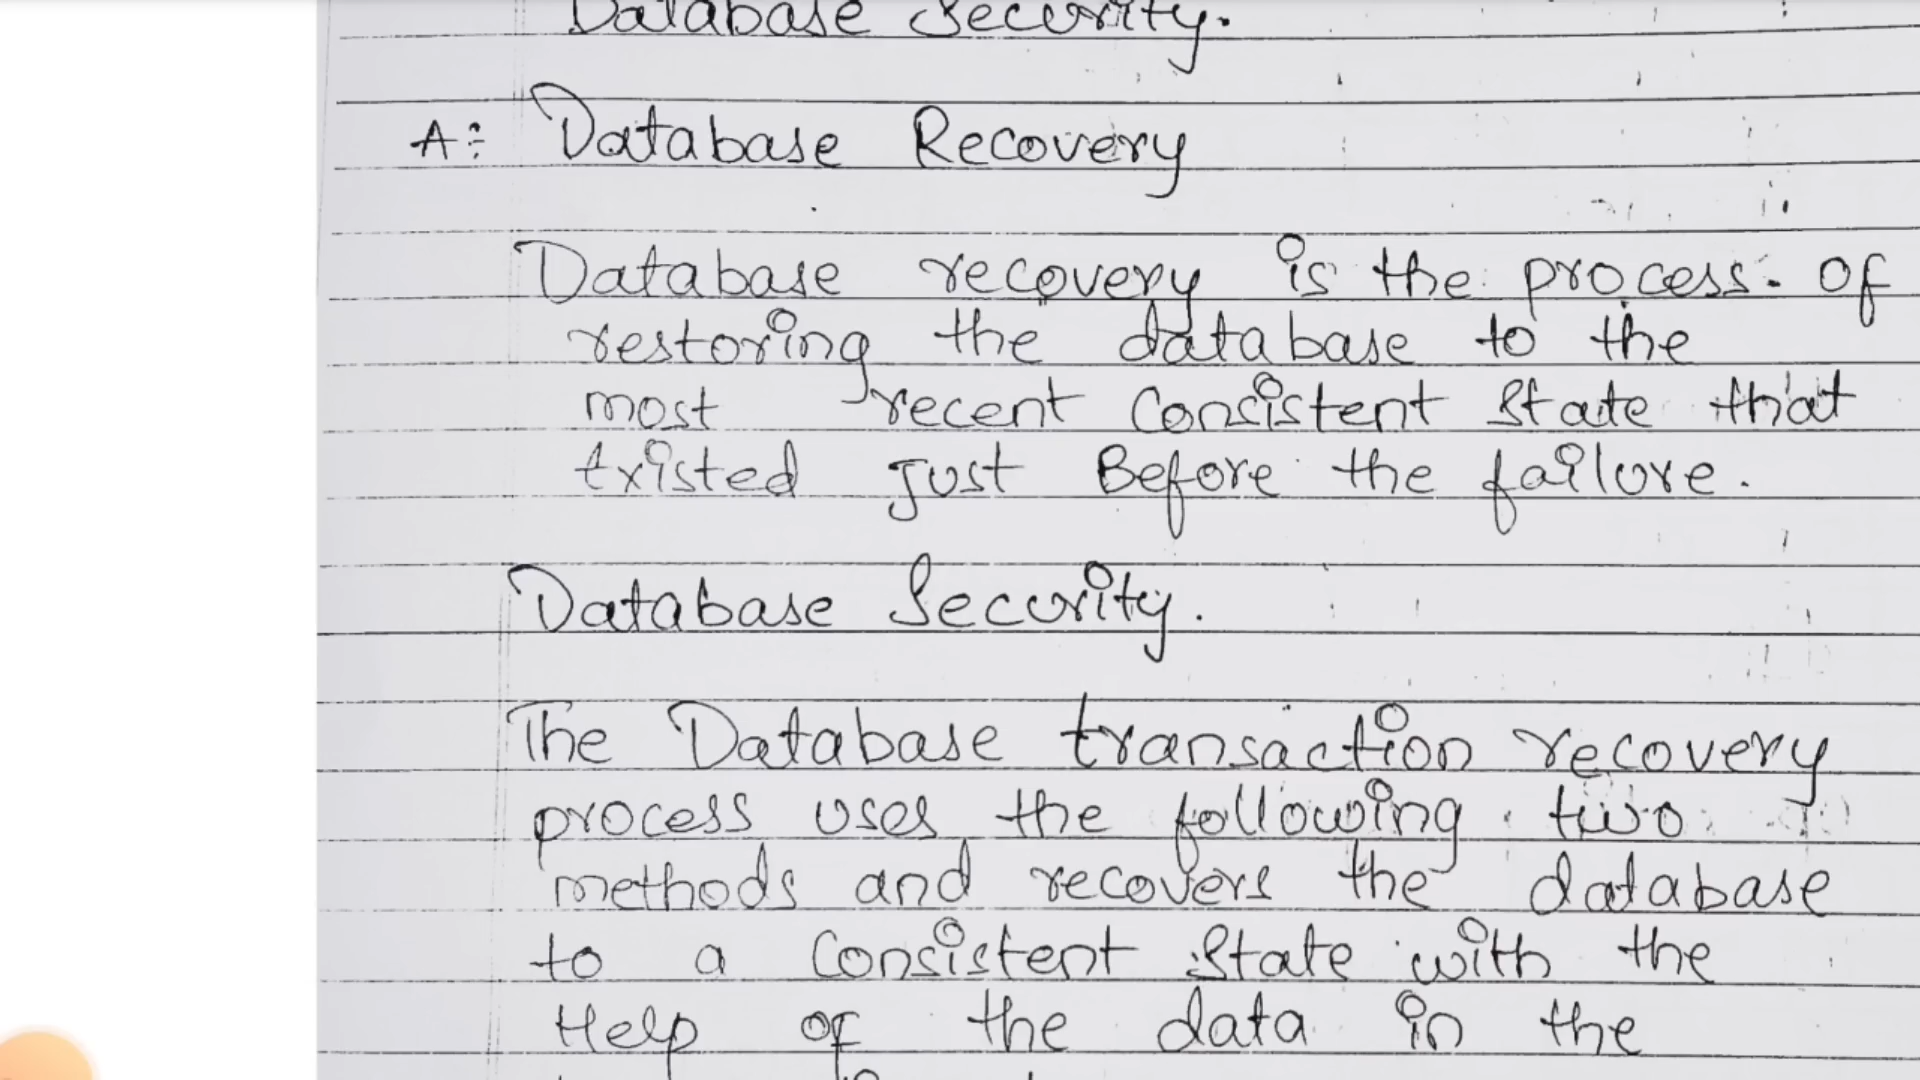 Database Security.
A:- Database Recovery
Database recovery is the process of
restoring the database to the
most recent Consistent State that
Existed Just Before the failure.
Database Security.
The Database transaction recovery
process uses the following two
methods and recovers the database
to a Consistent State with the
Help of the data in the